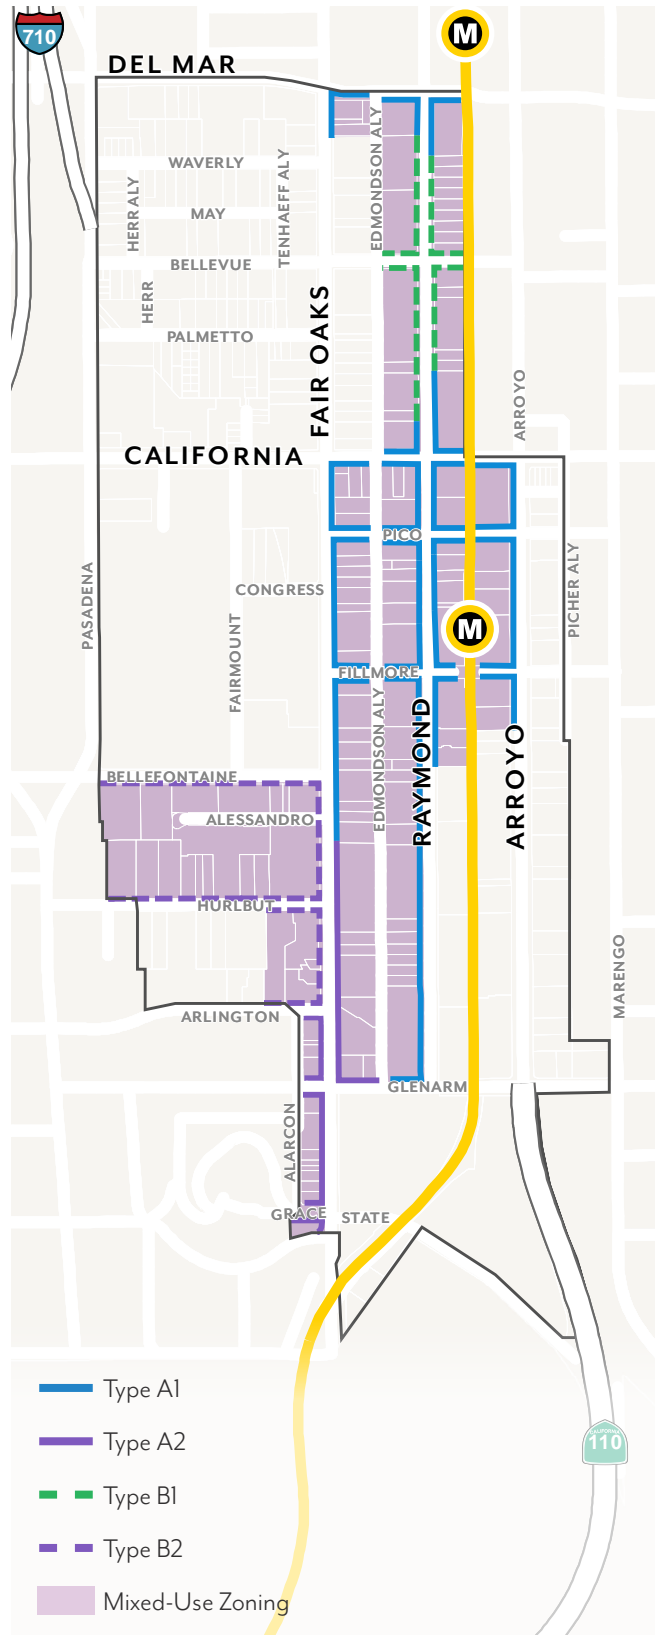 710
M
DEL MAR
WAVERLY
HERR ALY
TENHAEFF ALY
EDMONDSON ALY
MAY
BELLEVUE
HERR
FAIR OAKS
PALMETTO
ARROYO
CALIFORNIA
PICO
PASADENA
CONGRESS
PICHER ALY
FAIRMOUNT
M
FILLMORE
EDMONDSON ALY
RAYMOND
ARROYO
BELLEFONTAINE
ALESSANDRO
HURLBUT
MARENGO
ARLINGTON
GLENARM
ALARCON
GRACE
STATE
Type A1
Type A2
CALIFORNIA
110
Type B1
Type B2
Mixed-Use Zoning